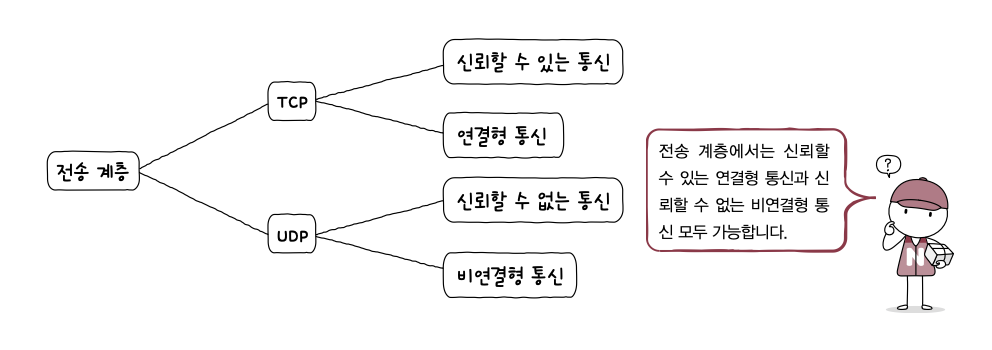 신뢰할 수 있는 통신
TCP
연결형 통신
전송 계층
신뢰할 수 없는 통신
UDP
비연결형 통신
전송 계층에서는 신뢰할
수 있는 연결형 통신과 신
뢰할 수 없는 비연결형 통
신 모두 가능합니다.
?
N